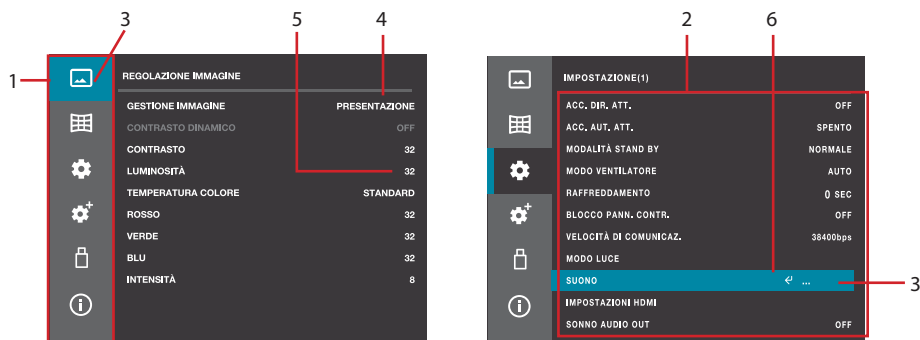 3 5 4
1
REGOLAZIONE IMMAGINE
GESTIONE IMMAGINE PRESENTAZIONE
CONTRASTO DINAMICO OFF
CONTRASTO 32
LUMINOSITÀ 32
TEMPERATURA COLORE STANDARD
ROSSO 32
VERDE 32
BLU 32
INTENSITÀ 8
2 6
IMPOSTAZIONE(1)
ACC. DIR. ATT. OFF
ACC. AUT. ATT. SPENTO
MODALITÀ STAND BY NORMALE
MODO VENTILATORE AUTO
RAFFREDDAMENTO 0 SEC
BLOCCO PANN. CONTR. OFF
VELOCITÀ DI COMUNICAZ. 38400bps
MODO LUCE
SUONO ...
3
IMPOSTAZIONI HDMI
SONNO AUDIO OUT OFF